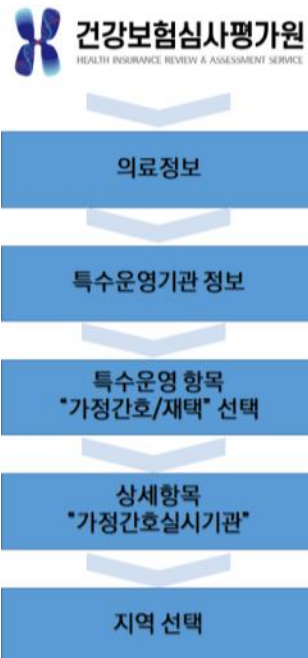 건강보험심사평가원
HEALTH INSURANCE REVIEW & ASSESSMENT SERVICE
의료정보
특수운영기관 정보
특수운영 항목
"가정간호/재택" 선택
상세항목
"가정간호실시기관"
지역 선택